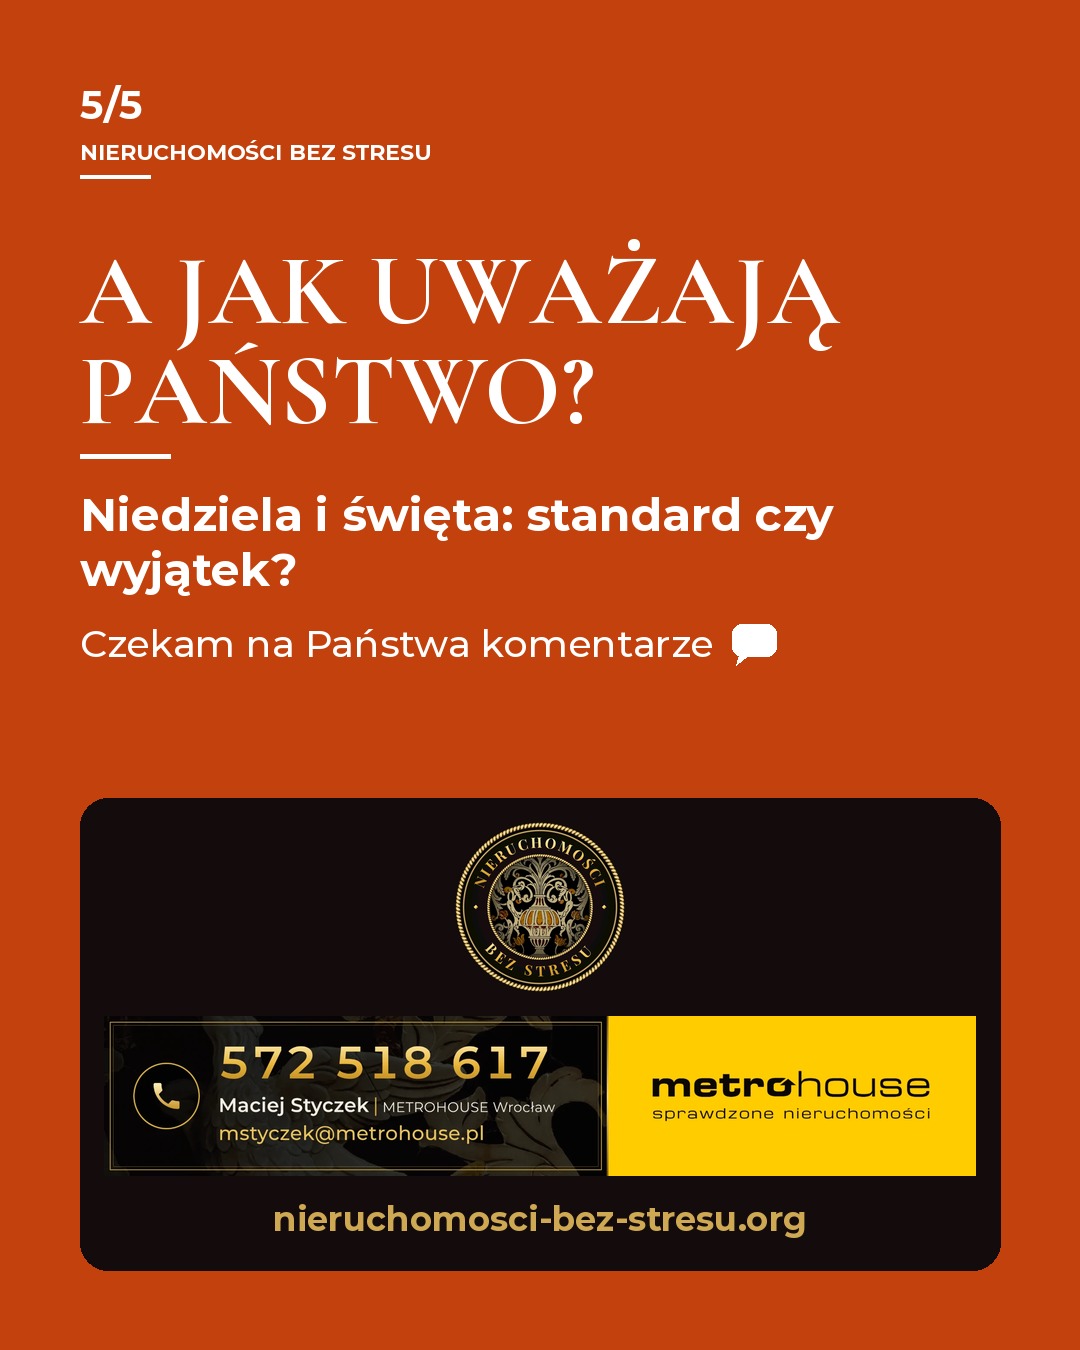 5/5
NIERUCHOMOŚCI BEZ STRESU
A JAK UWAŻAJĄ
PAŃSTWO?
Niedziela i święta: standard czy
wyjątek?
Czekam na Państwa komentarze
NIERUCHOMOŚCI
BEZ STRESU
572 518 617
Maciej Styczek | METROHOUSE Wrocław
mstyczek@metrohouse.pl
metrohouse
sprawdzone nieruchomości
nieruchomosci-bez-stresu.org